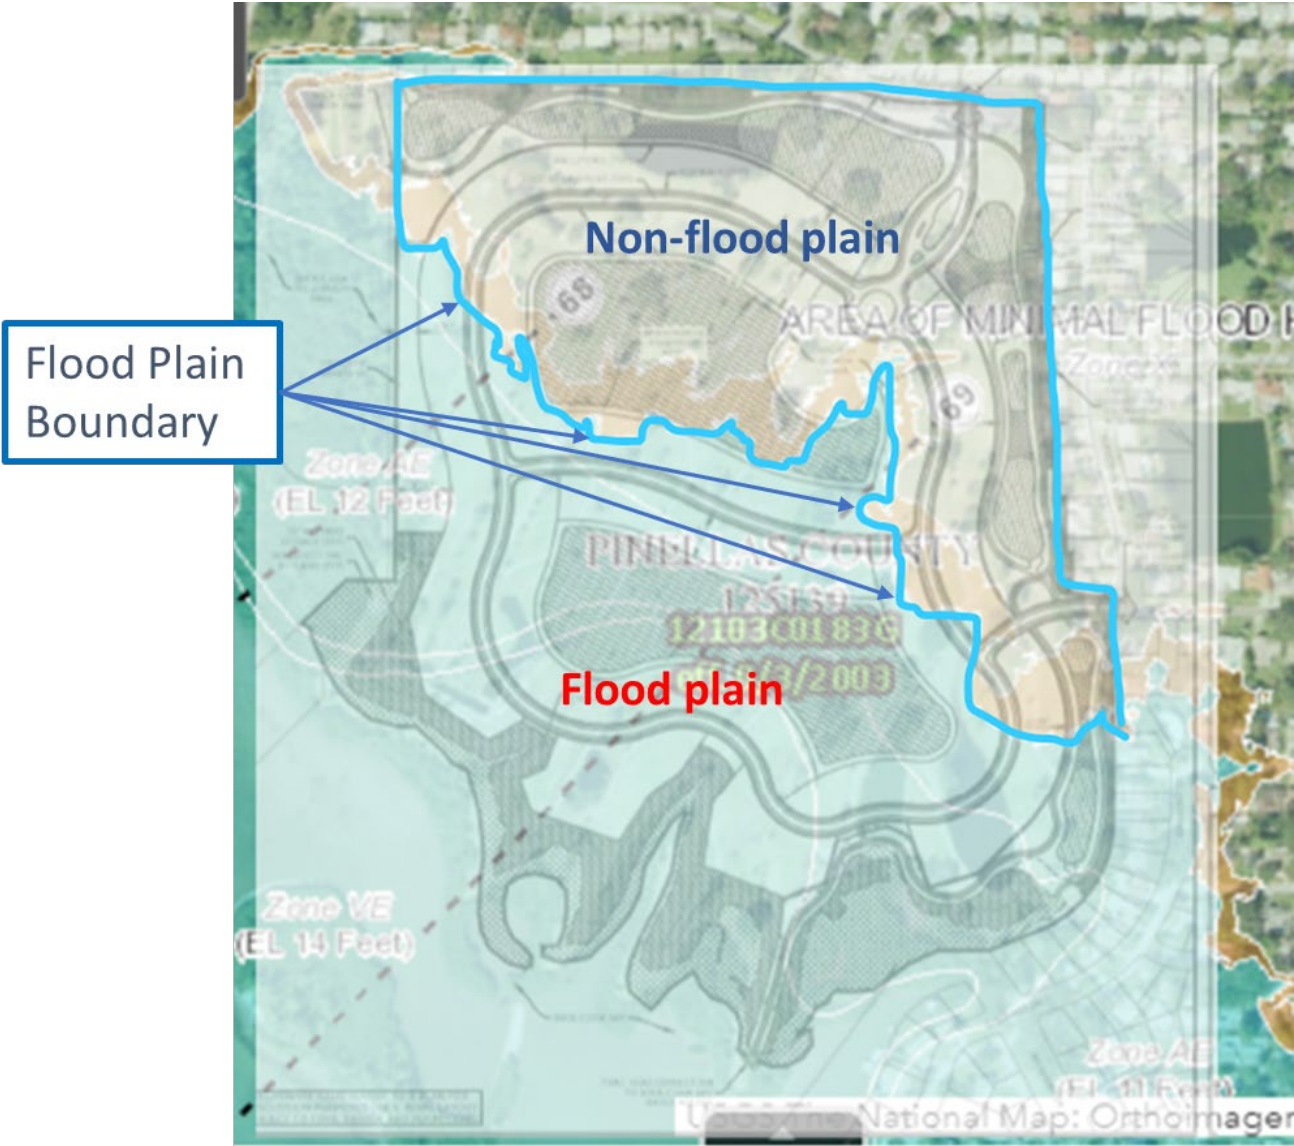 Non-flood plain
68
AREA OF MINIMAL FLOOD H
Flood Plain
Boundary
69
Zone AE
(EL 12 Feet)
PINELLAS COUNTY
125139
12103C0183G
eff. 9/3/2003
Flood plain
Zone VE
(EL 14 Feet)
Zone AE
(EL 11 Feet)
USGS The National Map: Orthoimager